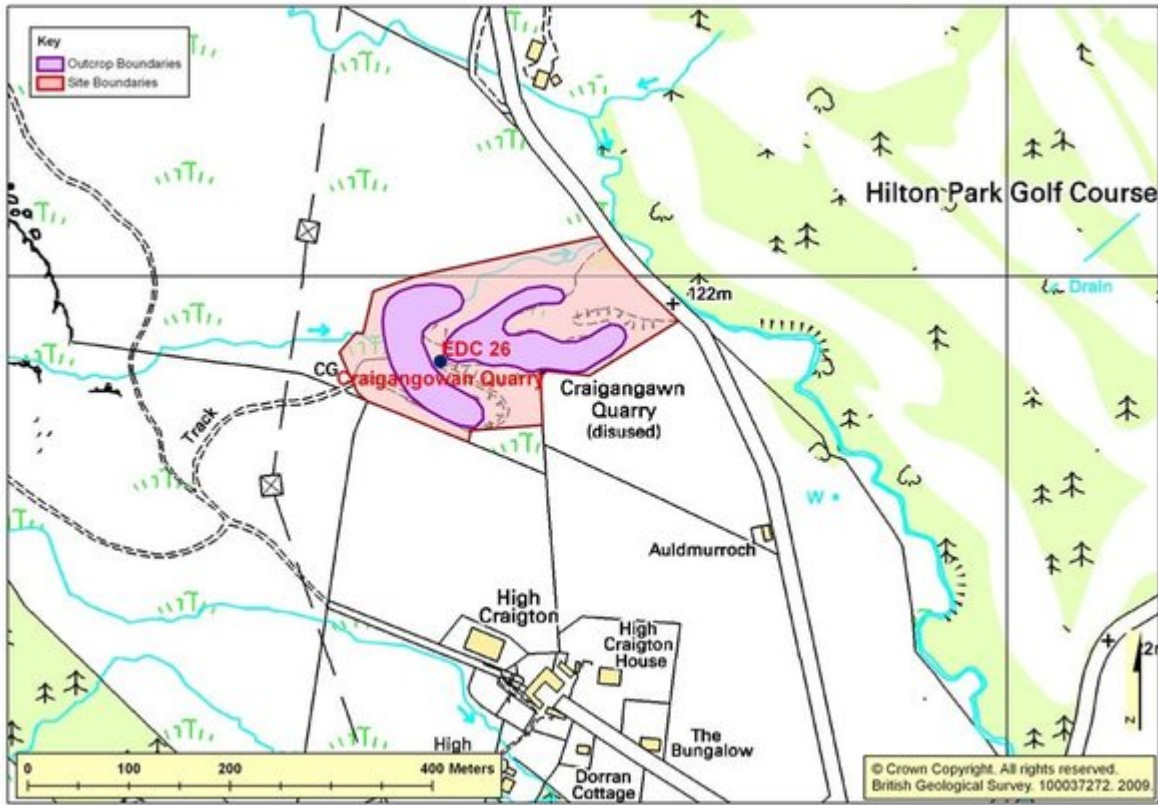 Key
Outcrop Boundaries
Site Boundaries
Hilton Park Golf Course
Drain
122m
EDC 26
CG
Craigangowan Quarry
Craigangawn
Quarry
(disused)
Track
W
Auldmurroch
High
Craigton
High
Craigton
House
The
Bungalow
High
Dorran
Cottage
2m
N
0 100 200 400 Meters
© Crown Copyright. All rights reserved.
British Geological Survey. 100037272. 2009.